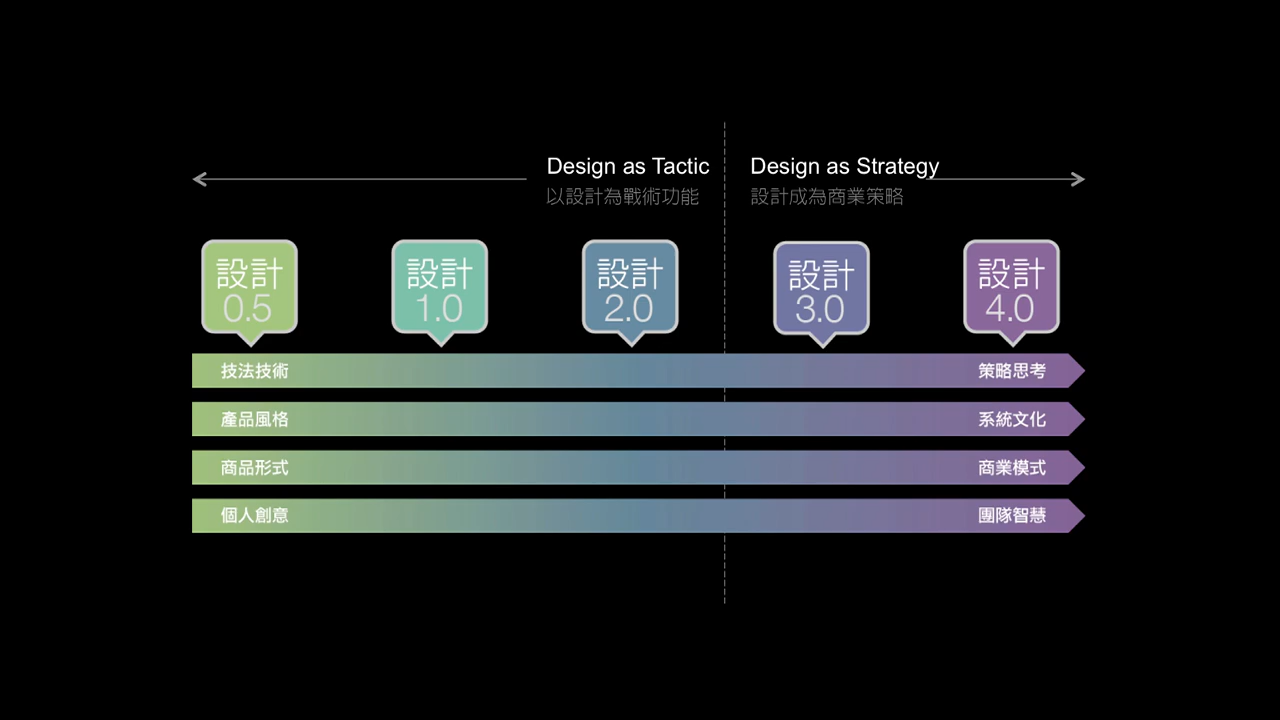 Design as Tactic
以設計為戰術功能
Design as Strategy
設計成為商業策略
設計
0.5
設計
1.0
設計
2.0
設計
3.0
設計
4.0
技法技術
策略思考
產品風格
系統文化
商品形式
商業模式
個人創意
團隊智慧